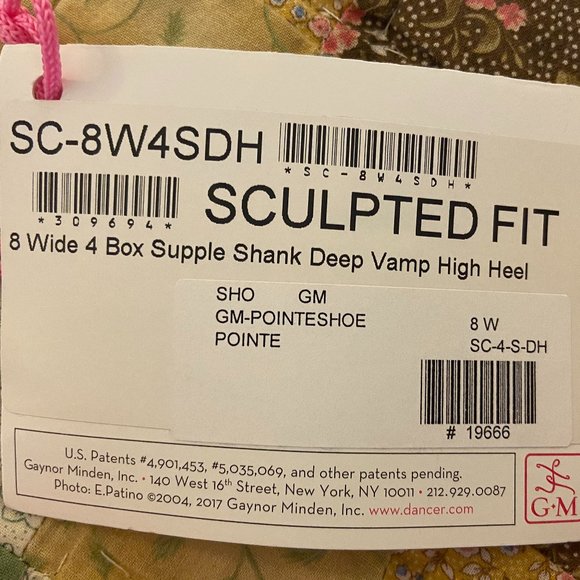 SC-8W4SDH
*SC-8W4SDH*
*309694*
SCULPTED FIT
8 Wide 4 Box Supple Shank Deep Vamp High Heel
SHO GM
GM-POINTESHOE 8 W
POINTE SC-4-S-DH
# 19666
U.S. Patents #4,901,453, #5,035,069, and other patents pending.
Gaynor Minden, Inc. • 140 West 16th Street, New York, NY 10011 • 212.929.0087
Photo: E.Patino ©2004, 2017 Gaynor Minden, Inc. www.dancer.com
G•M